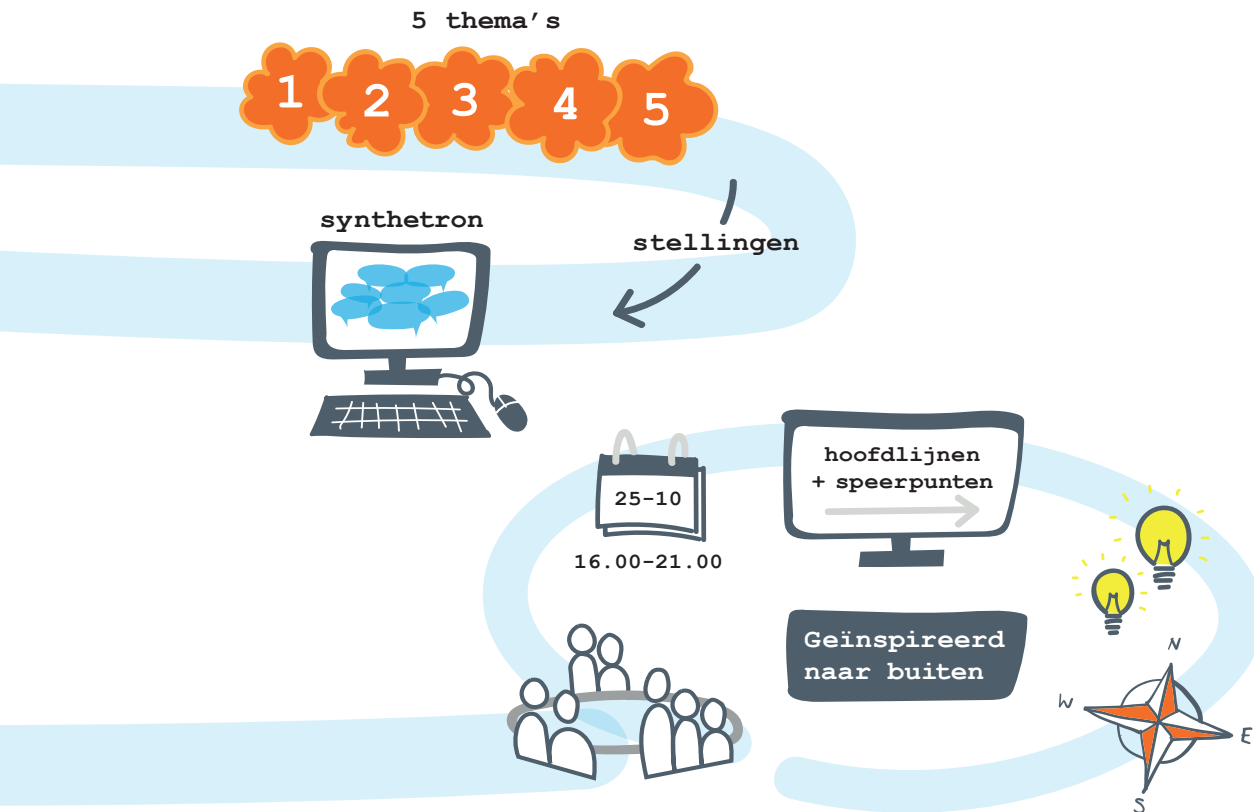 5 thema's
1 2 3 4 5
synthetron
stellingen
hoofdlijnen
+ speerpunten
25-10
16.00-21.00
Geïnspireerd
naar buiten
N
W
E
S